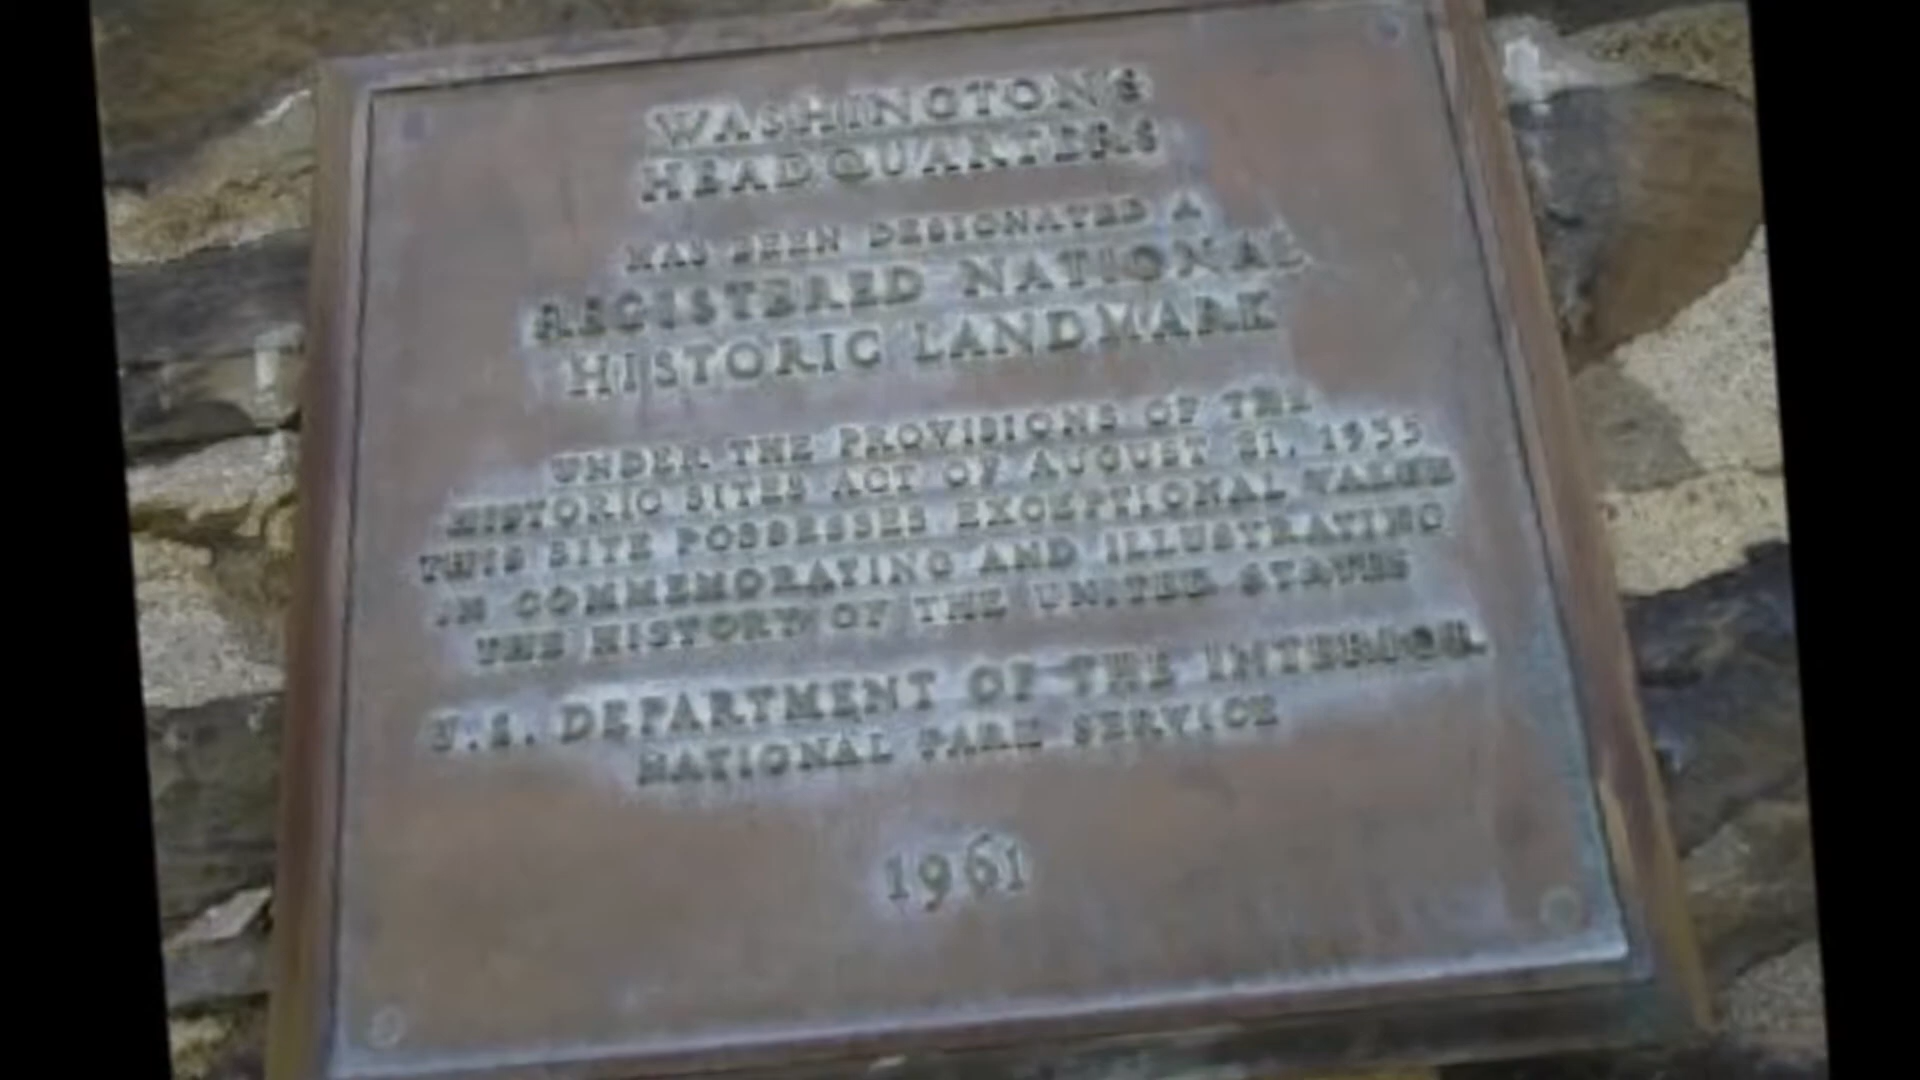 WASHINGTON'S
HEADQUARTERS
HAS BEEN DESIGNATED A
REGISTERED NATIONAL
HISTORIC LANDMARK
UNDER THE PROVISIONS OF THE
HISTORIC SITES ACT OF AUGUST 21, 1935
THIS SITE POSSESSES EXCEPTIONAL VALUE
IN COMMEMORATING AND ILLUSTRATING
THE HISTORY OF THE UNITED STATES
U.S. DEPARTMENT OF THE INTERIOR
NATIONAL PARK SERVICE
1961